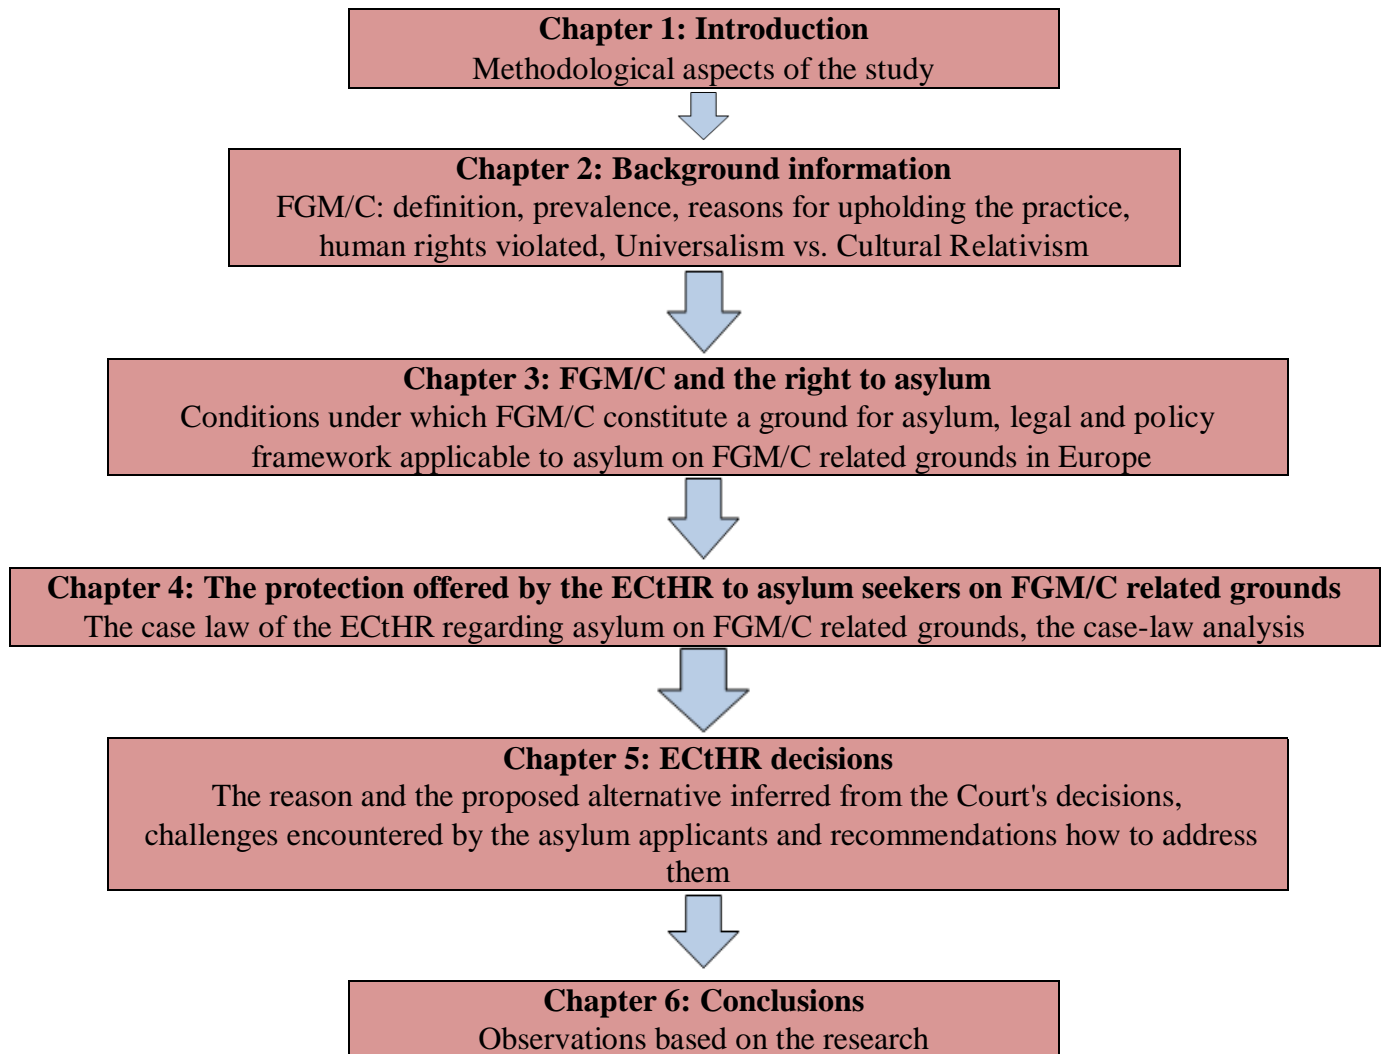 Chapter 1: Introduction
Methodological aspects of the study
Chapter 2: Background information
FGM/C: definition, prevalence, reasons for upholding the practice,
human rights violated, Universalism vs. Cultural Relativism
Chapter 3: FGM/C and the right to asylum
Conditions under which FGM/C constitute a ground for asylum, legal and policy
framework applicable to asylum on FGM/C related grounds in Europe
Chapter 4: The protection offered by the ECtHR to asylum seekers on FGM/C related grounds
The case law of the ECtHR regarding asylum on FGM/C related grounds, the case-law analysis
Chapter 5: ECtHR decisions
The reason and the proposed alternative inferred from the Court's decisions,
challenges encountered by the asylum applicants and recommendations how to address
them
Chapter 6: Conclusions
Observations based on the research